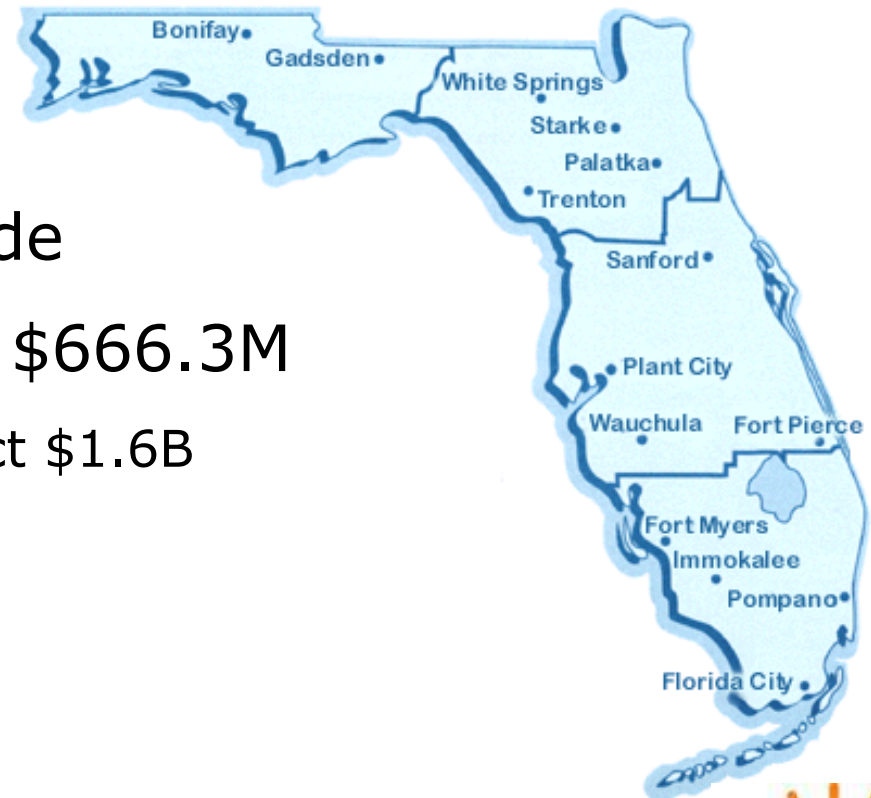 Bonifay
Gadsden
White Springs
Starke
Palatka
Trenton
de
Sanford
$666.3M
Plant City
ct $1.6B
Wauchula Fort Pierce
Fort Myers
Immokalee
Pompano
Florida City